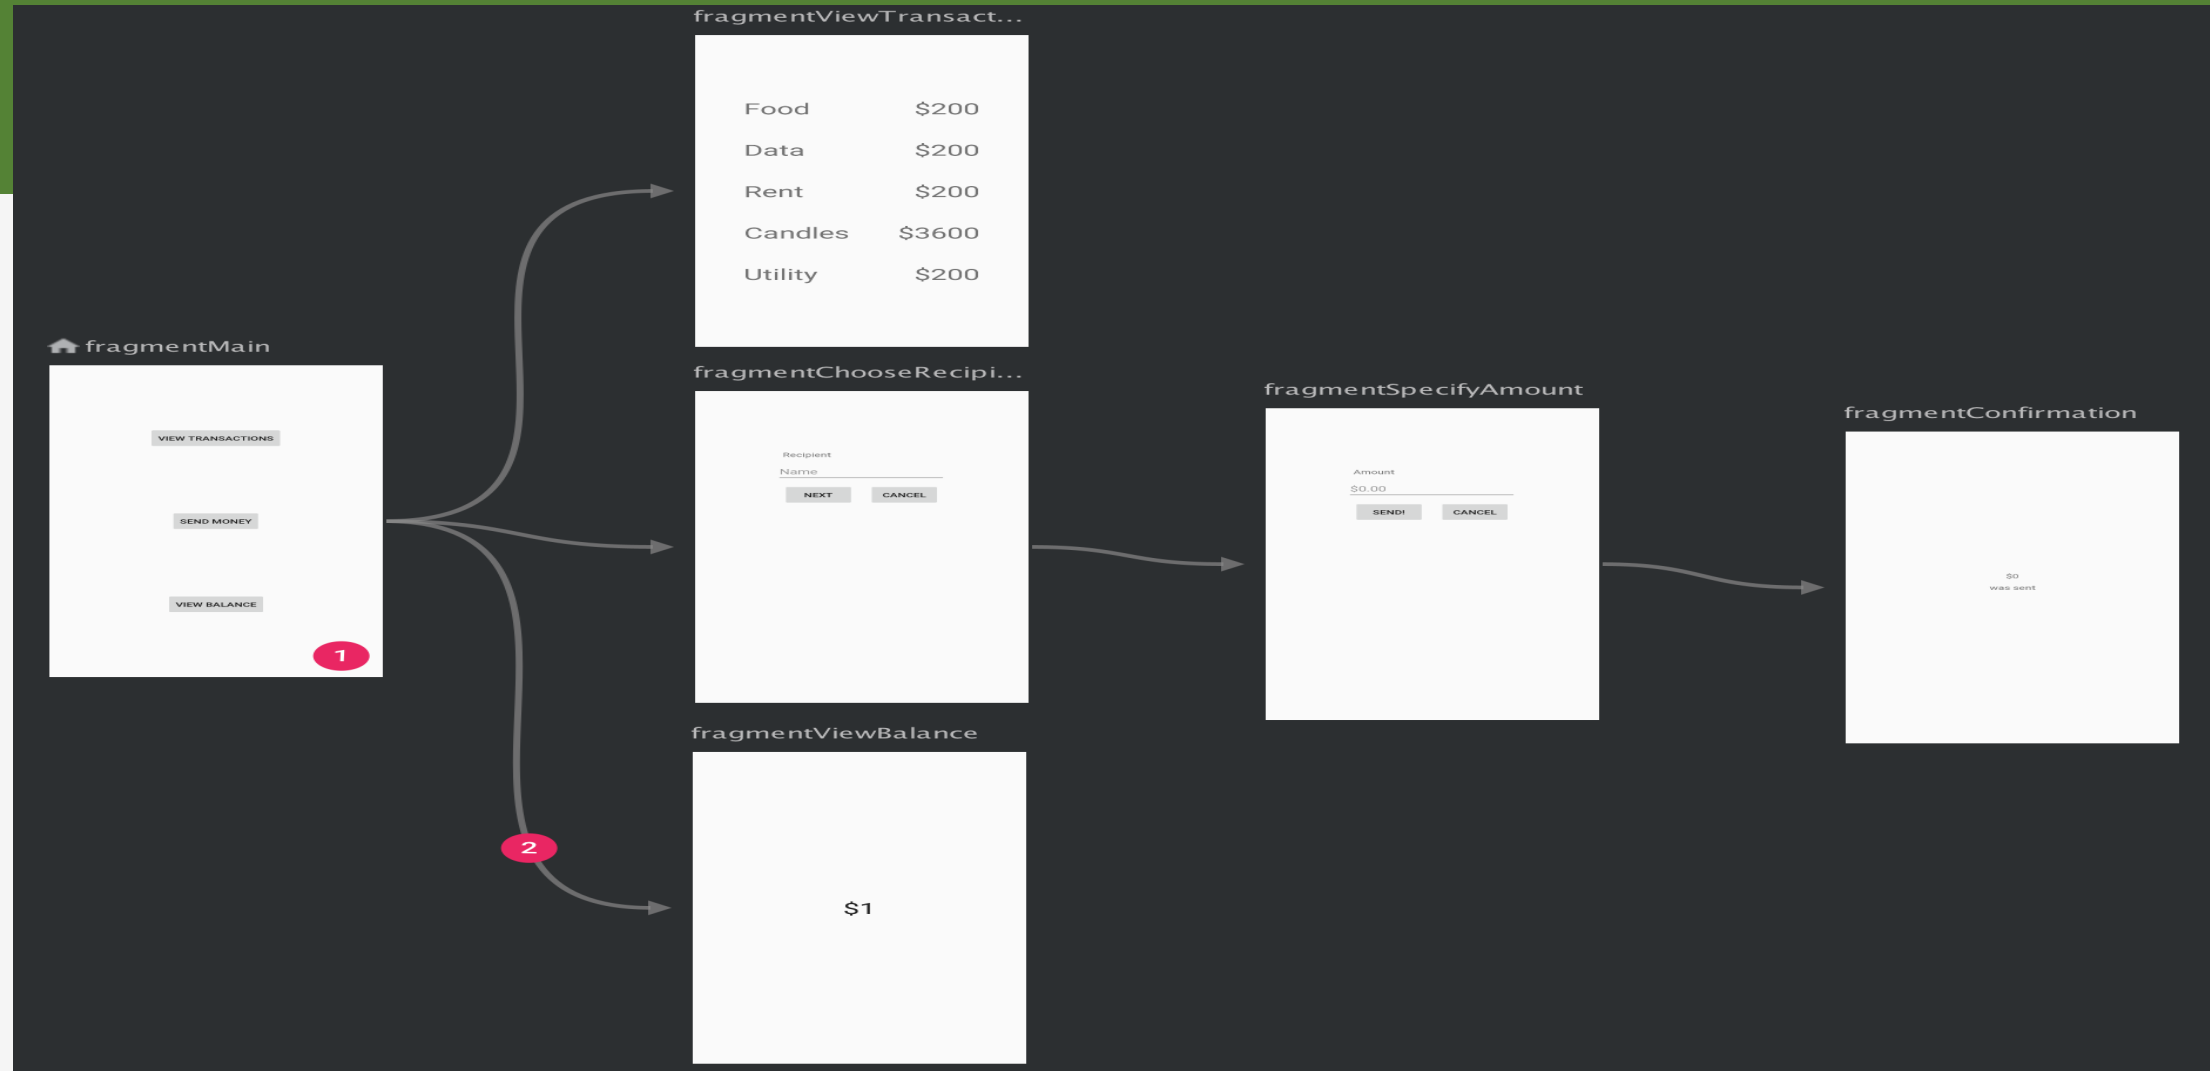 fragmentMain
VIEW TRANSACTIONS
SEND MONEY
VIEW BALANCE
1
2
fragmentViewTransact...
Food $200
Data $200
Rent $200
Candles $3600
Utility $200
fragmentChooseRecipi...
Recipient
Name
NEXT CANCEL
fragmentViewBalance
$1
fragmentSpecifyAmount
Amount
$0.00
SEND! CANCEL
fragmentConfirmation
$0
was sent